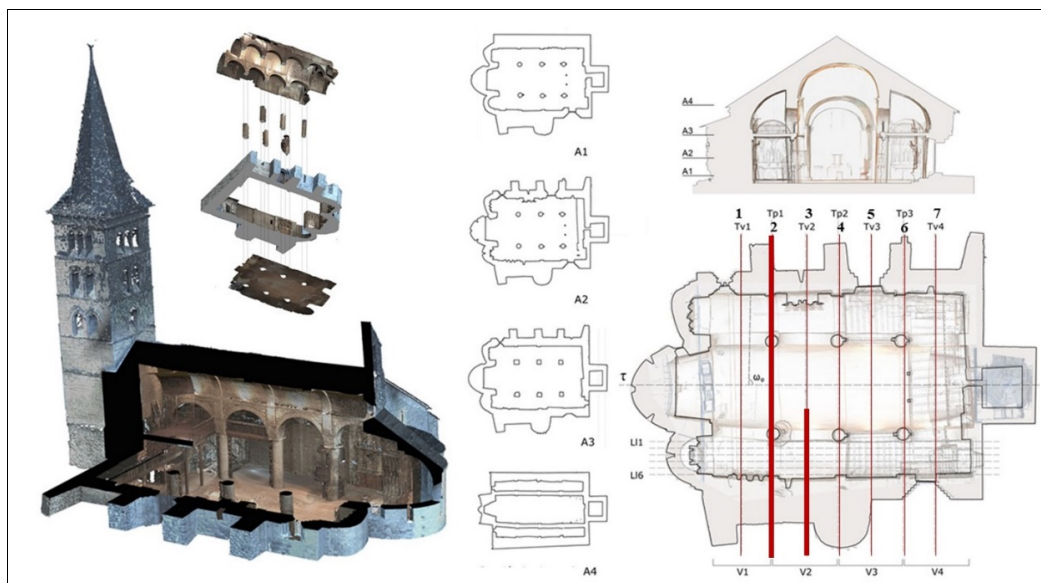 A1
A2
A3
A4
A4
A3
A2
A1
1 Tp1 3 Tp2 5 Tp3 7
Tv1 2 Tv2 4 Tv3 6 Tv4
τ
ωe
Ll1
Ll6
V1 V2 V3 V4